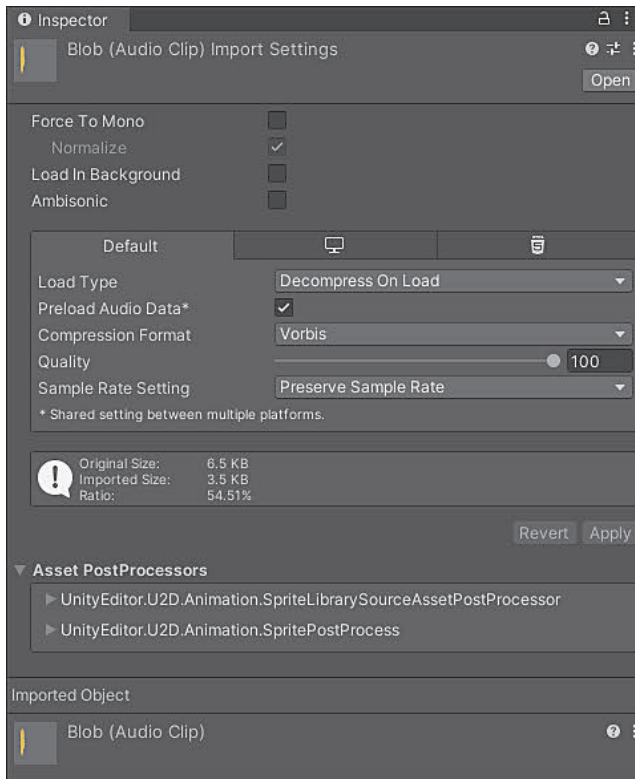 Inspector
Blob (Audio Clip) Import Settings
Open
Force To Mono
Normalize
Load In Background
Ambisonic
Default
Load Type Decompress On Load
Preload Audio Data*
Compression Format Vorbis
Quality 100
Sample Rate Setting Preserve Sample Rate
* Shared setting between multiple platforms.
Original Size: 6.5 KB
Imported Size: 3.5 KB
Ratio: 54.51%
Revert Apply
Asset PostProcessors
UnityEditor.U2D.Animation.SpriteLibrarySourceAssetPostProcessor
UnityEditor.U2D.Animation.SpritePostProcess
Imported Object
Blob (Audio Clip)